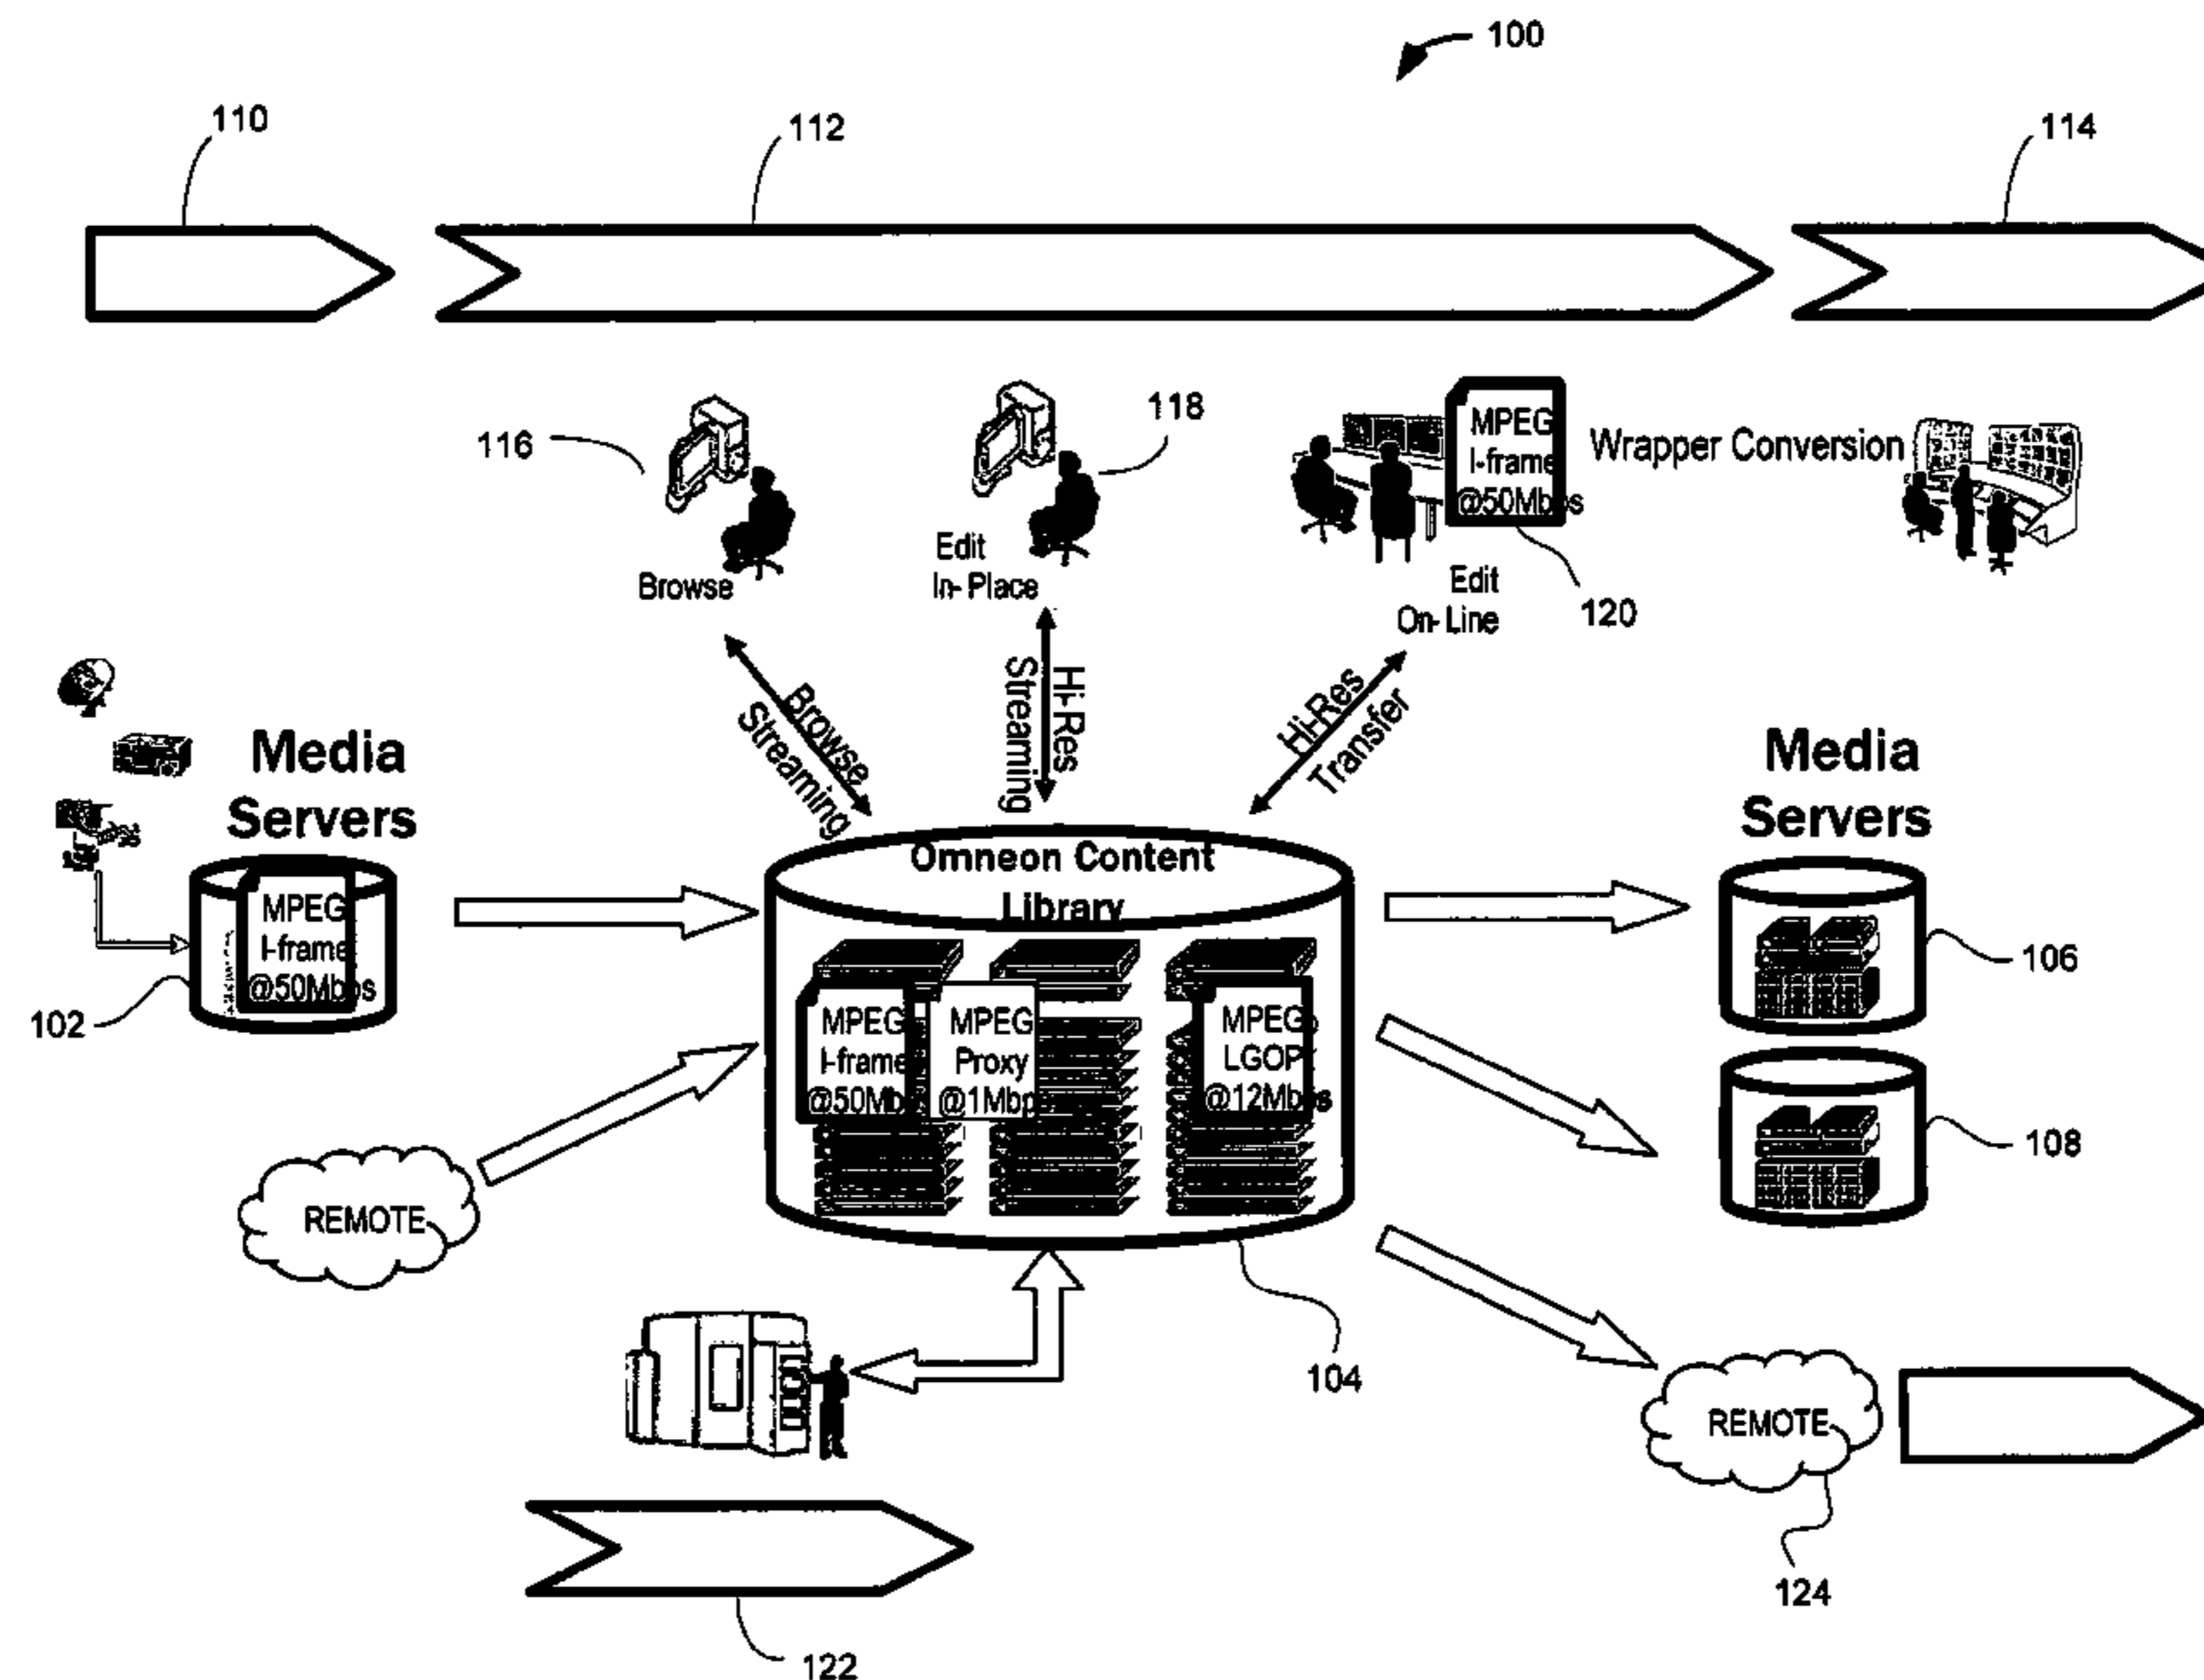 100
110
112
114
116
118
MPEG
I-frame
@50Mbps
Wrapper Conversion
Browse
Edit
In-Place
Edit
On-Line
120
Browse
Streaming
Hi-Res
Streaming
Hi-Res
Transfer
Media
Servers
Media
Servers
MPEG
I-frame
@50Mbps
102
Omneon Content
Library
MPEG
I-frame
@50Mb
MPEG
Proxy
@1Mbp
MPEG
LGOP
@12Mbps
106
108
REMOTE
104
REMOTE
124
122